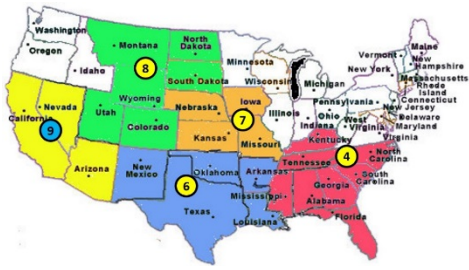 Washington
Oregon
Idaho
Montana
North
Dakota
Minnesota
Wisconsin
Michigan
Vermont
Maine
New
Hampshire
New York
Massachusetts
Rhode
Island
Connecticut
New Jersey
Delaware
Maryland
Pennsylvania
8
South Dakota
Wyoming
Nebraska
Iowa
7
Illinois
Indiana
Ohio
West
Virginia
Virginia
Nevada
California
9
Utah
Colorado
Kansas
Missouri
Kentucky
4
North
Carolina
Tennessee
South
Carolina
Arizona
New
Mexico
6
Oklahoma
Arkansas
Mississippi
Georgia
Alabama
Texas
Louisiana
Florida